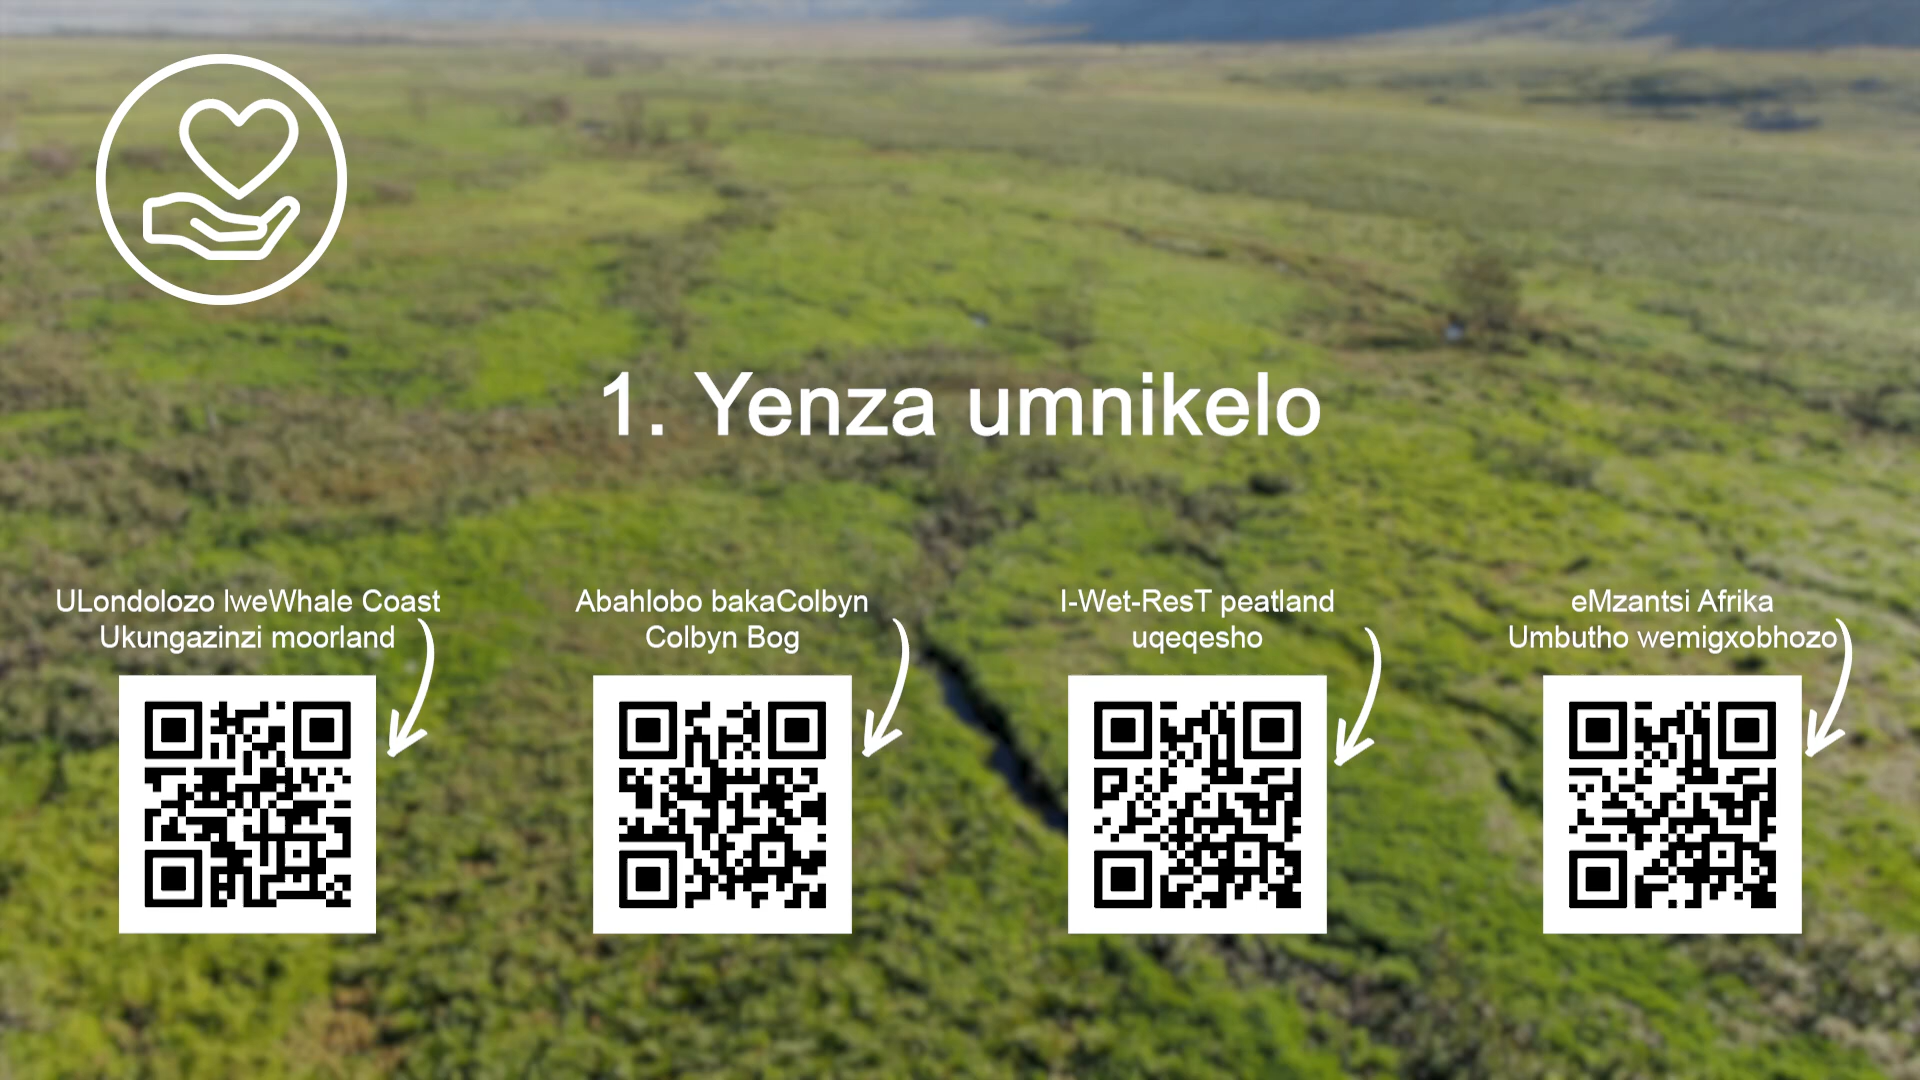 1. Yenza umnikelo
ULondolozo lweWhale Coast
Ukungazinzi moorland
Abahlobo bakaColbyn
Colbyn Bog
I-Wet-ResT peatland
uqeqesho
eMzantsi Afrika
Umbutho wemigxobhozo